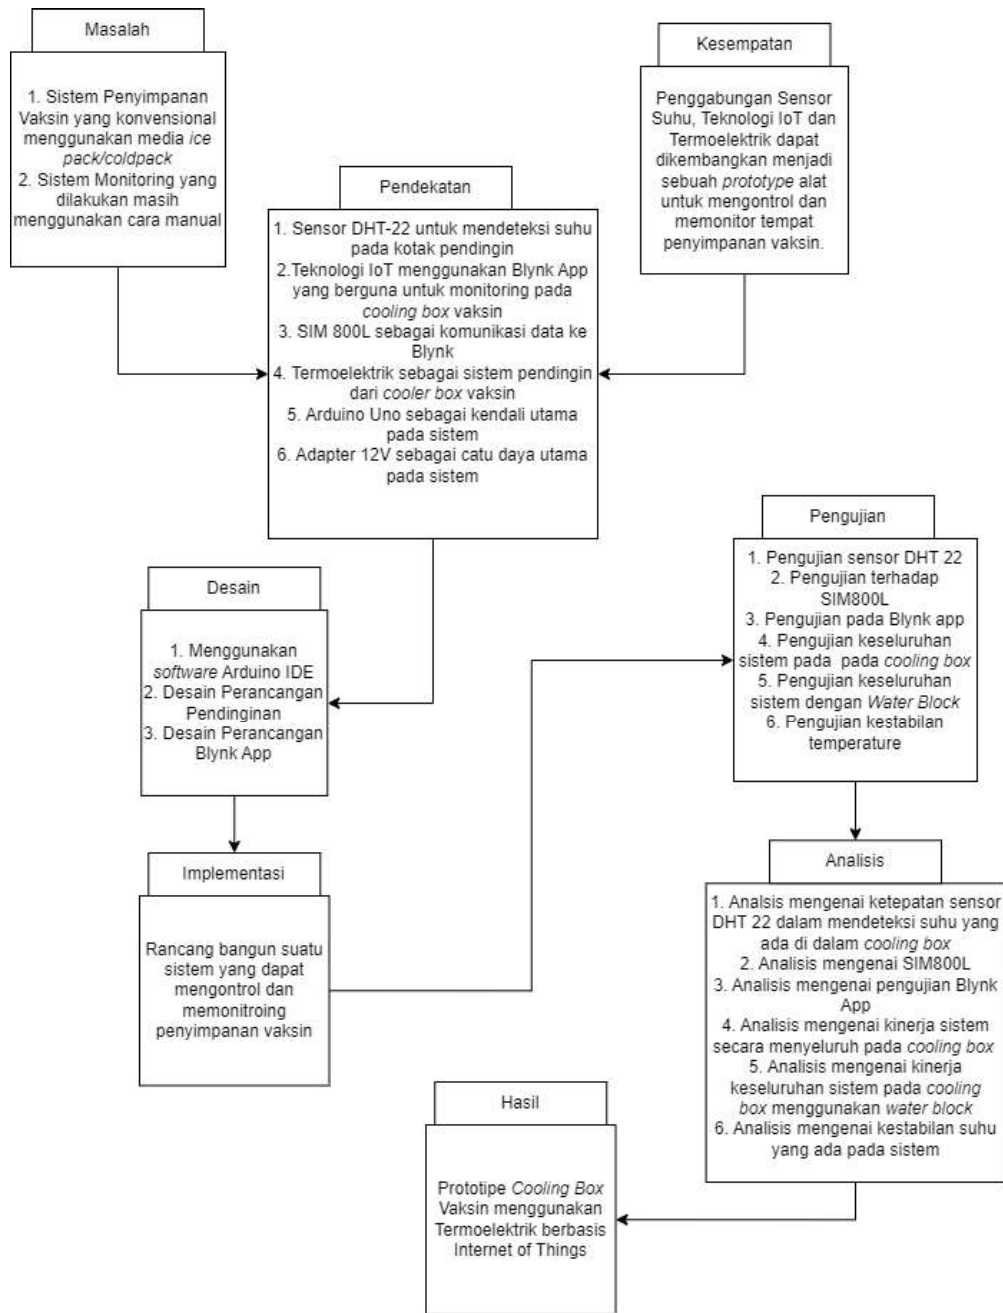 Masalah
1. Sistem Penyimpanan
Vaksin yang konvensional
menggunakan media ice
pack/coldpack
2. Sistem Monitoring yang
dilakukan masih
menggunakan cara manual
Kesempatan
Penggabungan Sensor
Suhu, Teknologi IoT dan
Termoelektrik dapat
dikembangkan menjadi
sebuah prototype alat
untuk mengontrol dan
memonitor tempat
penyimpanan vaksin.
Pendekatan
1. Sensor DHT-22 untuk mendeteksi suhu
pada kotak pendingin
2.Teknologi IoT menggunakan Blynk App
yang berguna untuk monitoring pada
cooling box vaksin
3. SIM 800L sebagai komunikasi data ke
Blynk
4. Termoelektrik sebagai sistem pendingin
dari cooler box vaksin
5. Arduino Uno sebagai kendali utama
pada sistem
6. Adapter 12V sebagai catu daya utama
pada sistem
Desain
1. Menggunakan
software Arduino IDE
2. Desain Perancangan
Pendinginan
3. Desain Perancangan
Blynk App
Implementasi
Rancang bangun suatu
sistem yang dapat
mengontrol dan
memonitroing
penyimpanan vaksin
Pengujian
1. Pengujian sensor DHT 22
2. Pengujian terhadap
SIM800L
3. Pengujian pada Blynk app
4. Pengujian keseluruhan
sistem pada pada cooling box
5. Pengujian keseluruhan
sistem dengan Water Block
6. Pengujian kestabilan
temperature
Analisis
1. Analsis mengenai ketepatan sensor
DHT 22 dalam mendeteksi suhu yang
ada di dalam cooling box
2. Analisis mengenai SIM800L
3. Analisis mengenai pengujian Blynk
App
4. Analisis mengenai kinerja sistem
secara menyeluruh pada cooling box
5. Analisis mengenai kinerja
keseluruhan sistem pada cooling
box menggunakan water block
6. Analisis mengenai kestabilan suhu
yang ada pada sistem
Hasil
Prototipe Cooling Box
Vaksin menggunakan
Termoelektrik berbasis
Internet of Things